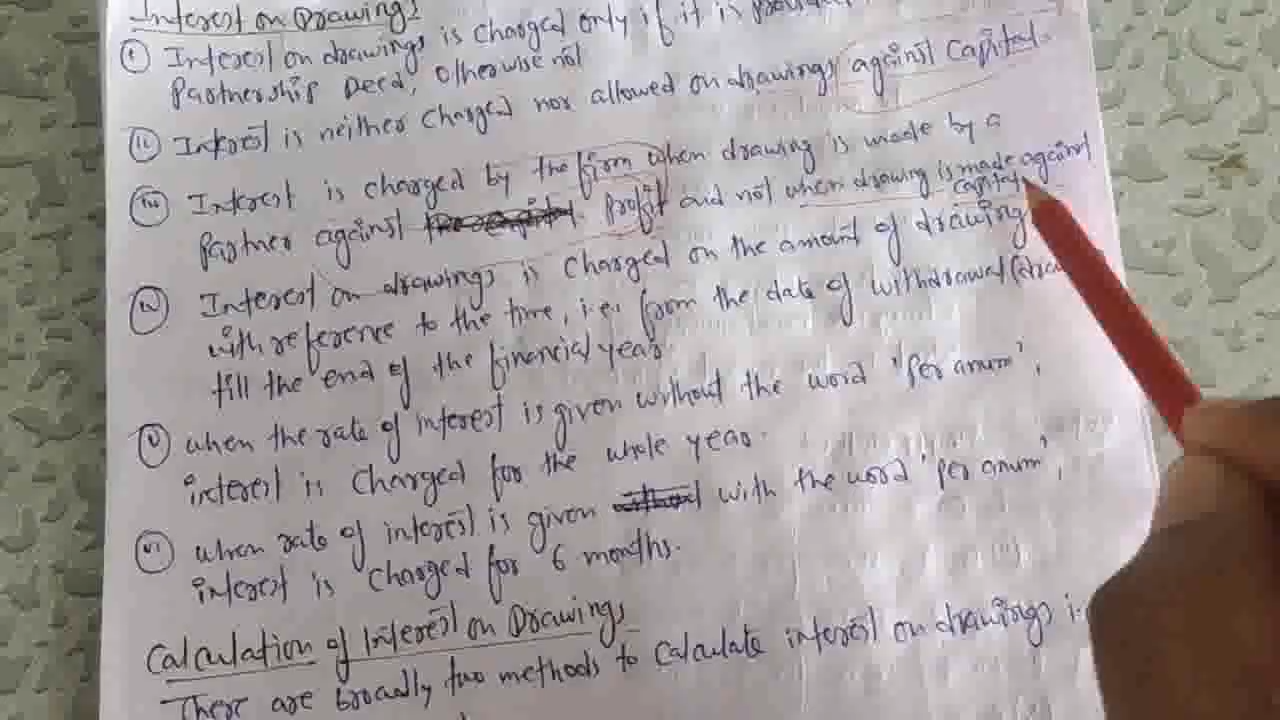 Interest on Drawings
(i) Interest on drawings is charged only if it is
Partnership Deed, otherwise not
(ii) Interest is neither charged nor allowed on drawings against Capital.
(iii) Interest is charged by the firm when drawing is made by a
partner against profit and not when drawing is made against
capital
(iv) Interest on drawings is charged on the amount of drawing
with reference to the time, i.e. from the date of withdrawal
till the end of the financial year.
(v) when the rate of interest is given without the word 'per anum',
interest is charged for the whole year.
(vi) when rate of interest is given with the word 'per anum',
interest is charged for 6 months.
Calculation of Interest on Drawings
There are broadly two methods to calculate interest on drawings